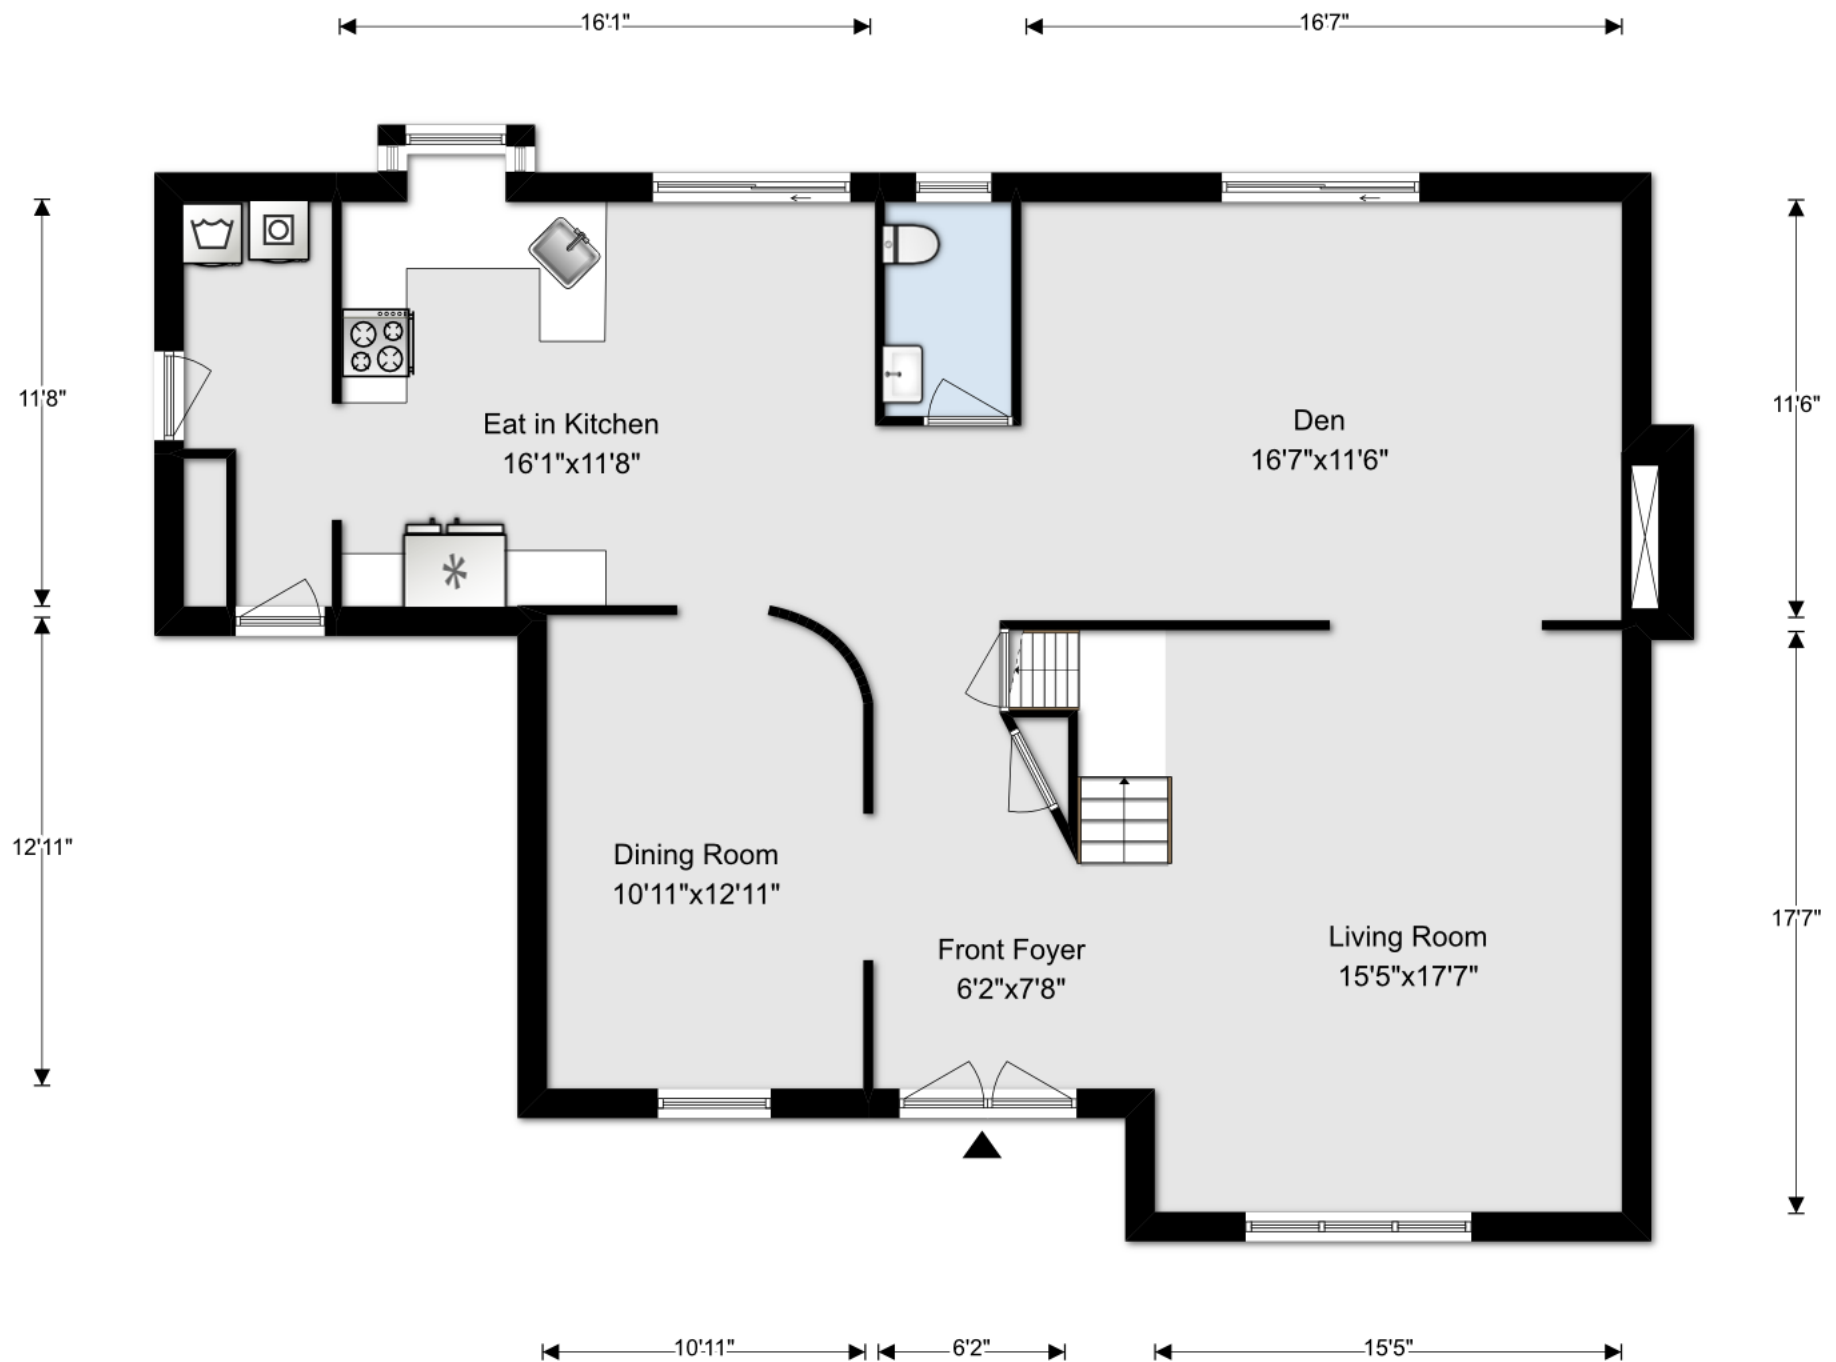 16'1"
16'7"
11'8"
11'6"
Eat in Kitchen
16'1"x11'8"
Den
16'7"x11'6"
12'11"
17'7"
Dining Room
10'11"x12'11"
Front Foyer
6'2"x7'8"
Living Room
15'5"x17'7"
10'11"
6'2"
15'5"